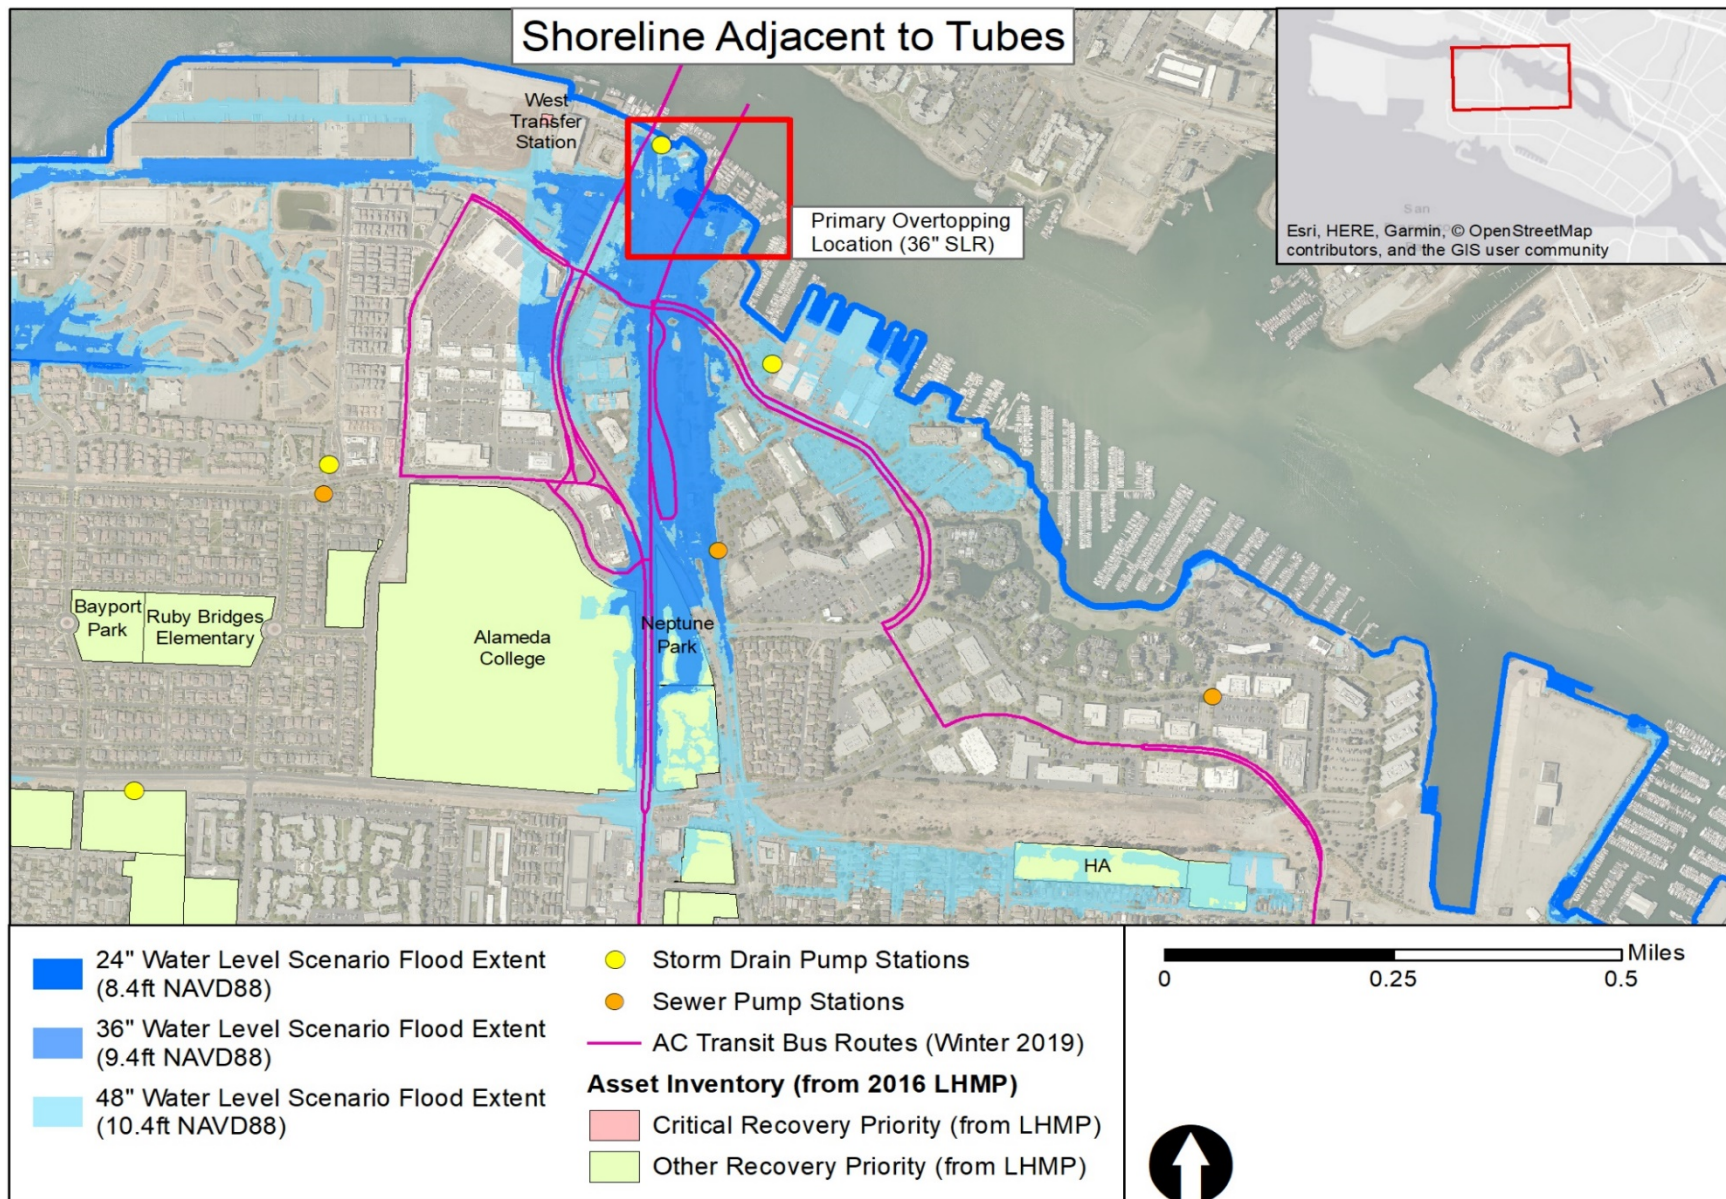 Shoreline Adjacent to Tubes
West
Transfer
Station
Primary Overtopping
Location (36" SLR)
Esri, HERE, Garmin, © OpenStreetMap
contributors, and the GIS user community
Bayport
Park
Ruby Bridges
Elementary
Alameda
College
Neptune
Park
HA
24" Water Level Scenario Flood Extent
(8.4ft NAVD88)
36" Water Level Scenario Flood Extent
(9.4ft NAVD88)
48" Water Level Scenario Flood Extent
(10.4ft NAVD88)
Storm Drain Pump Stations
Sewer Pump Stations
AC Transit Bus Routes (Winter 2019)
Asset Inventory (from 2016 LHMP)
Critical Recovery Priority (from LHMP)
Other Recovery Priority (from LHMP)
Miles
0 0.25 0.5